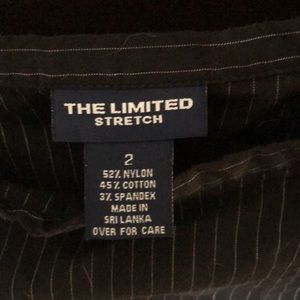 THE LIMITED
STRETCH
2
52% NYLON
45% COTTON
3% SPANDEX
MADE IN
SRI LANKA
OVER FOR CARE